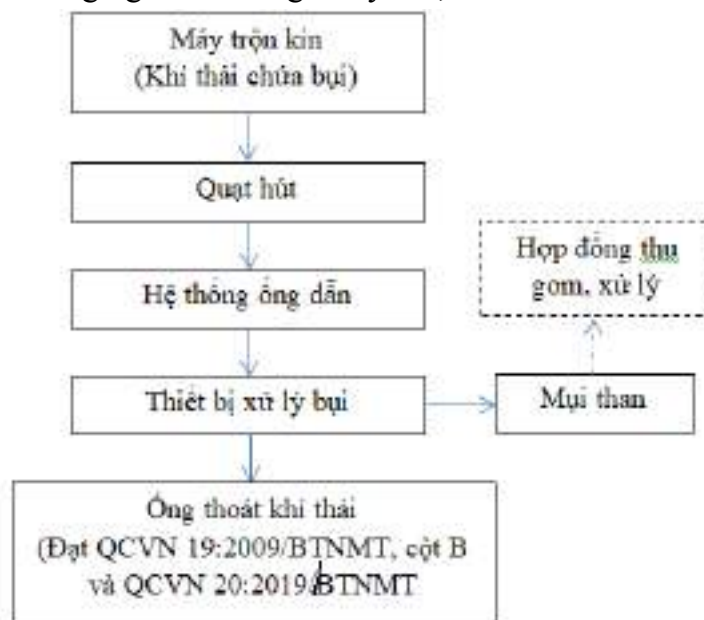 Máy trộn kín
(Khí thải chứa bụi)
Quạt hút
Hệ thống ống dẫn
Hợp đồng thu
gom, xử lý
Thiết bị xử lý bụi
Mụi than
Ống thoát khí thải
(Đạt QCVN 19:2009/BTNMT, cột B
và QCVN 20:2019/BTNMT